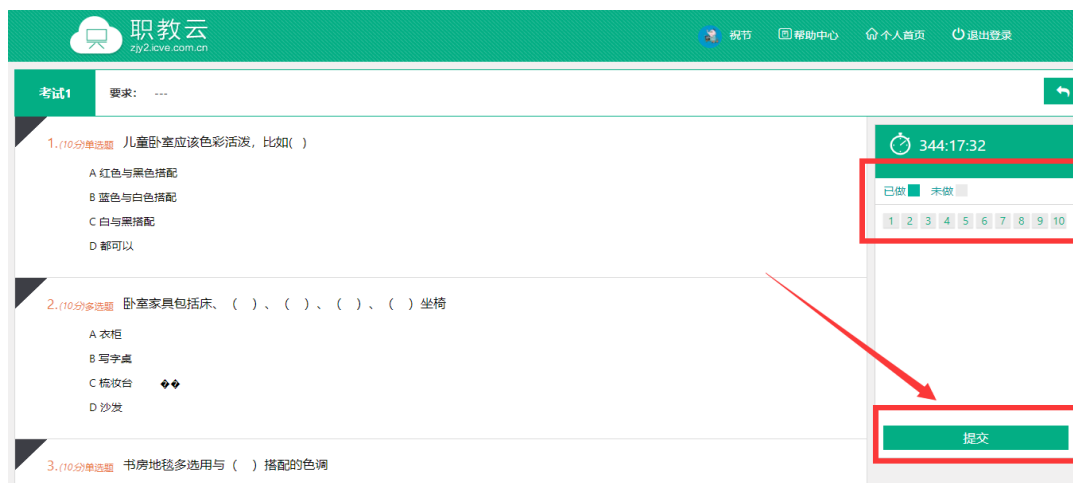 职教云
zjy2.icve.com.cn
祝节 帮助中心 个人首页 退出登录
考试1 要求： ---
1.(10分)单选题 儿童卧室应该色彩活泼，比如( )
A 红色与黑色搭配
B 蓝色与白色搭配
C 白与黑搭配
D 都可以
344:17:32
已做 未做
1 2 3 4 5 6 7 8 9 10
2.(10分)多选题 卧室家具包括床、（ ）、（ ）、（ ）、（ ）坐椅
A 衣柜
B 写字桌
C 梳妆台 ��
D 沙发
提交
3.(10分)单选题 书房地毯多选用与（ ）搭配的色调